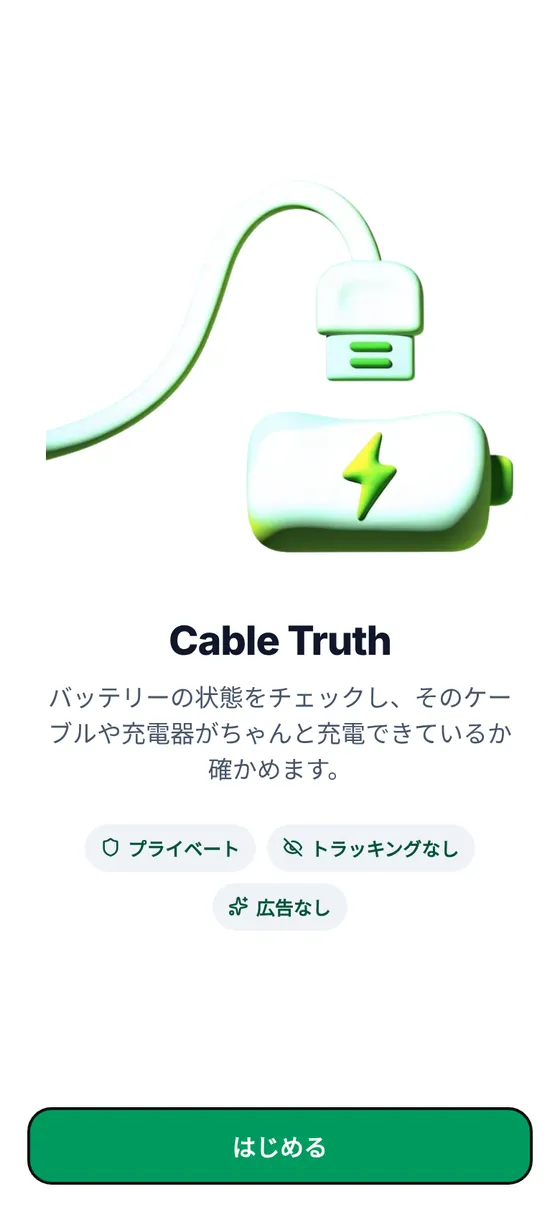 Cable Truth
バッテリーの状態をチェックし、そのケー
ブルや充電器がちゃんと充電できているか
確かめます。
プライベート
トラッキングなし
広告なし
はじめる